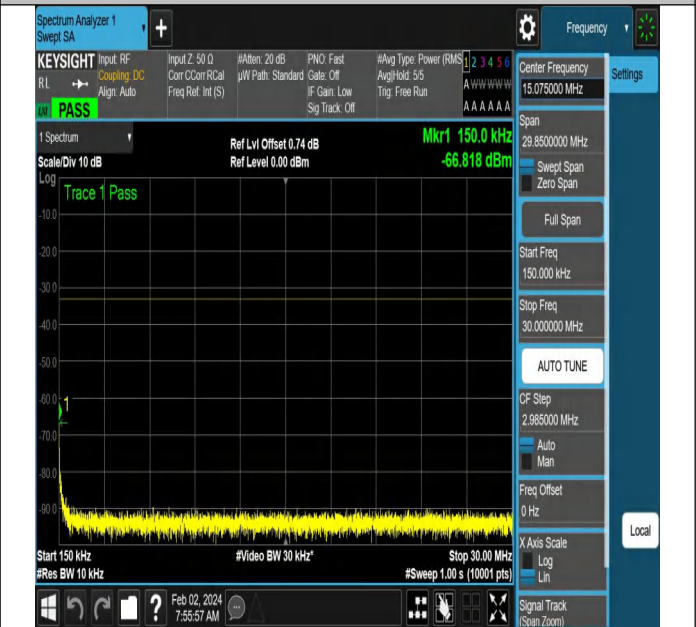 Spectrum Analyzer 1
Swept SA
+
Frequency
KEYSIGHT
RL
PASS
Input: RF
Coupling: DC
Align: Auto
Input Z: 50 Ω
Corr CCorr RCal
Freq Ref: Int (S)
#Atten: 20 dB
µW Path: Standard
PNO: Fast
Gate: Off
IF Gain: Low
Sig Track: Off
#Avg Type: Power (RMS
Avg|Hold: 5/5
Trig: Free Run
1 2 3 4 5 6
A W W W W W
A A A A A A
1 Spectrum
Scale/Div 10 dB
Ref Lvl Offset 0.74 dB
Ref Level 0.00 dBm
Mkr1 150.0 kHz
-66.818 dBm
Log
Trace 1 Pass
-10.0
-20.0
-30.0
-40.0
-50.0
-60.0
1
-70.0
-80.0
-90.0
Start 150 kHz
#Video BW 30 kHz*
Stop 30.00 MHz
#Res BW 10 kHz
#Sweep 1.00 s (10001 pts)
Center Frequency
15.075000 MHz
Settings
Span
29.8500000 MHz
Swept Span
Zero Span
Full Span
Start Freq
150.000 kHz
Stop Freq
30.000000 MHz
AUTO TUNE
CF Step
2.985000 MHz
Auto
Man
Freq Offset
0 Hz
Local
X Axis Scale
Log
Lin
Signal Track
(Span Zoom)
?
Feb 02, 2024
7:55:57 AM